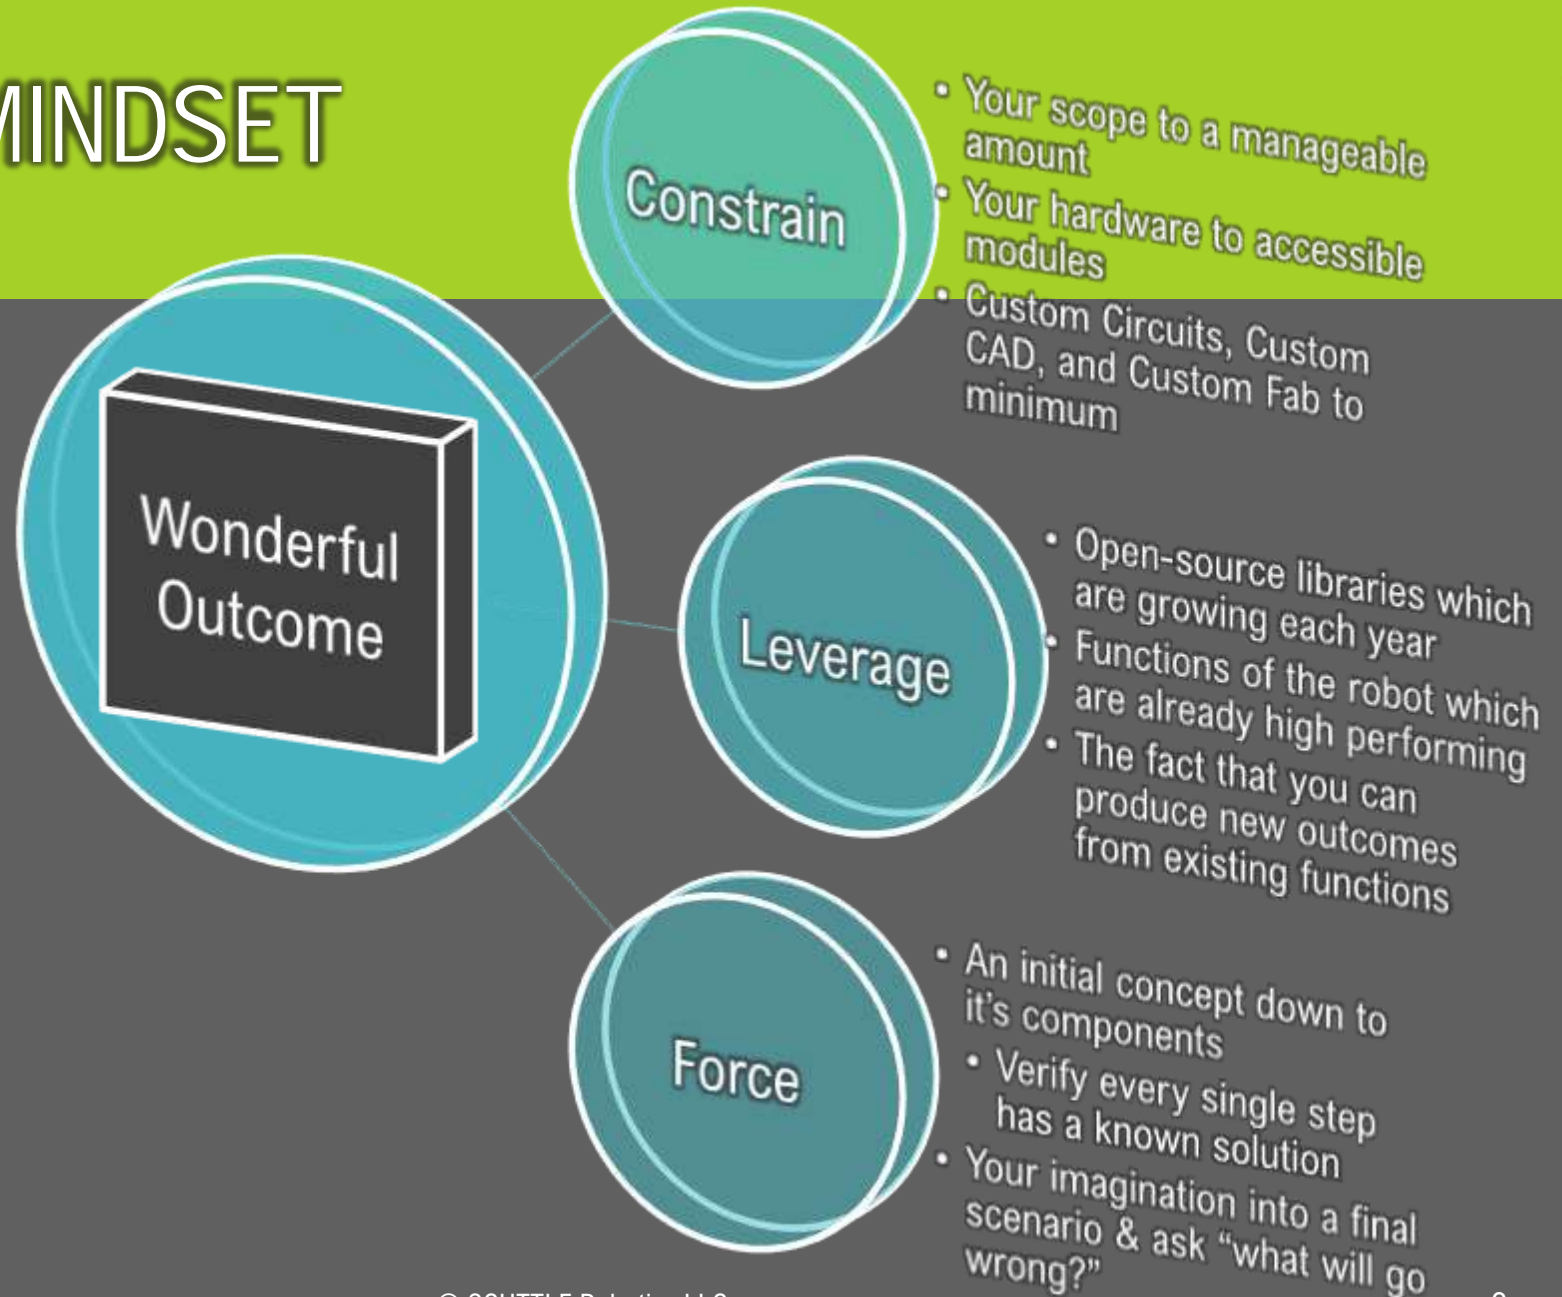 MINDSET
Constrain
• Your scope to a manageable
amount
• Your hardware to accessible
modules
• Custom Circuits, Custom
CAD, and Custom Fab to
minimum
Wonderful
Outcome
Leverage
• Open-source libraries which
are growing each year
• Functions of the robot which
are already high performing
• The fact that you can
produce new outcomes
from existing functions
Force
• An initial concept down to
it's components
• Verify every single step
has a known solution
• Your imagination into a final
scenario & ask “what will go
wrong?”